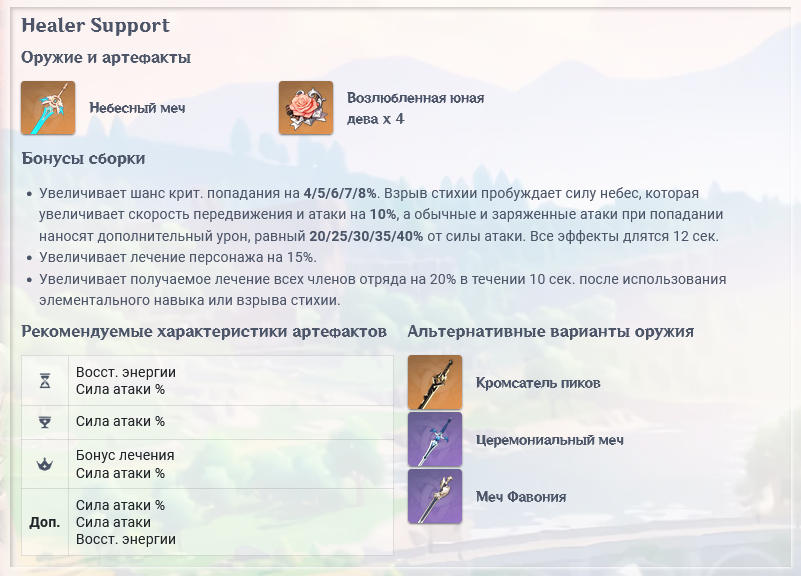 Healer Support
Оружие и артефакты
Небесный меч
Возлюбленная юная
дева x 4
Бонусы сборки
Увеличивает шанс крит. попадания на 4/5/6/7/8%. Взрыв стихии пробуждает силу небес, которая
увеличивает скорость передвижения и атаки на 10%, а обычные и заряженные атаки при попадании
наносят дополнительный урон, равный 20/25/30/35/40% от силы атаки. Все эффекты длятся 12 сек.
Увеличивает лечение персонажа на 15%.
Увеличивает получаемое лечение всех членов отряда на 20% в течении 10 сек. после использования
элементального навыка или взрыва стихии.
Рекомендуемые характеристики артефактов
Восст. энергии
Сила атаки %
Сила атаки %
Бонус лечения
Сила атаки %
Доп.
Сила атаки %
Сила атаки
Восст. энергии
Альтернативные варианты оружия
Кромсатель пиков
Церемониальный меч
Меч Фавония